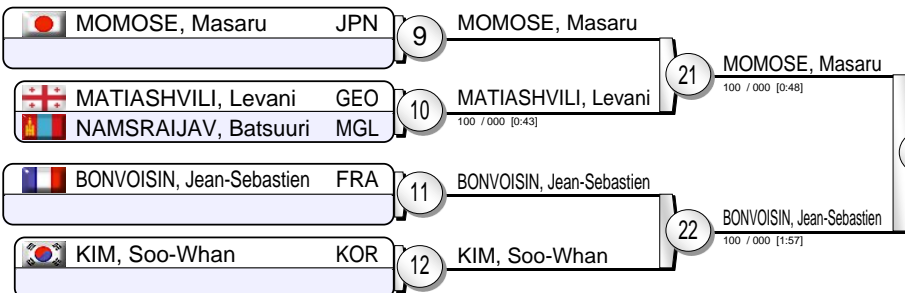 MOMOSE, Masaru JPN
9
MOMOSE, Masaru
MATIASHVILI, Levani GEO
NAMSRAIJAV, Batsuuri MGL
10
MATIASHVILI, Levani
100 / 000 [0:43]
21
MOMOSE, Masaru
100 / 000 [0:48]
BONVOISIN, Jean-Sebastien FRA
11
BONVOISIN, Jean-Sebastien
KIM, Soo-Whan KOR
12
KIM, Soo-Whan
22
BONVOISIN, Jean-Sebastien
100 / 000 [1:57]